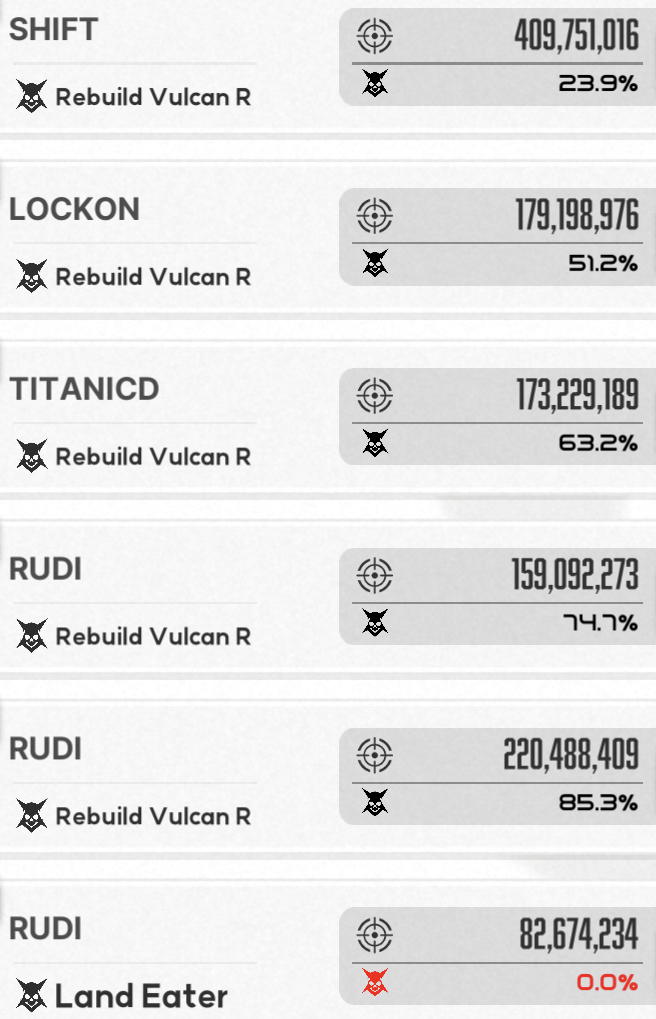 SHIFT
409,751,016
Rebuild Vulcan R
23.9%
LOCKON
179,198,976
Rebuild Vulcan R
51.2%
TITANICD
173,229,189
Rebuild Vulcan R
63.2%
RUDI
159,092,273
Rebuild Vulcan R
74.7%
RUDI
220,488,409
Rebuild Vulcan R
85.3%
RUDI
82,674,234
Land Eater
0.0%